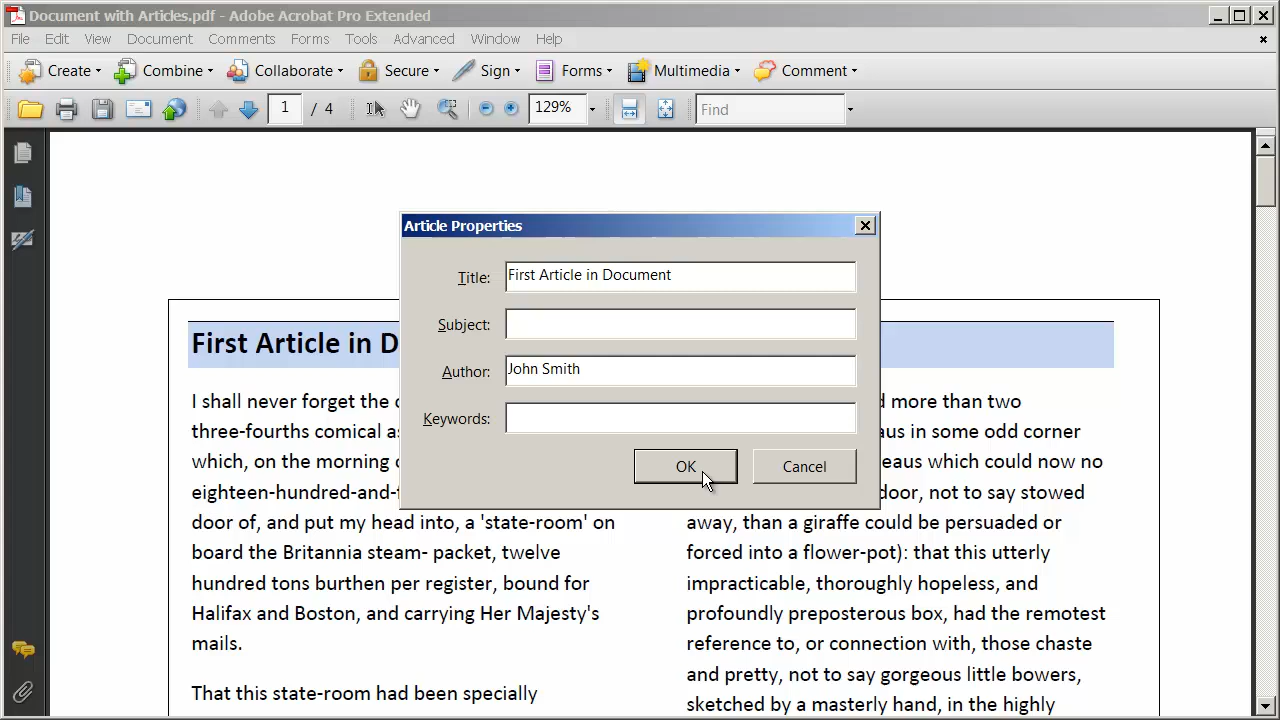 Document with Articles.pdf - Adobe Acrobat Pro Extended
File Edit View Document Comments Forms Tools Advanced Window Help
Create Combine Collaborate Secure Sign Forms Multimedia Comment
1 / 4 129% Find
Article Properties
Title: First Article in Document
Subject:
Author: John Smith
Keywords:
OK Cancel
First Article in D
I shall never forget the
three-fourths comical
which, on the morning
eighteen-hundred-and-
door of, and put my head into, a 'state-room' on
board the Britannia steam- packet, twelve
hundred tons burthen per register, bound for
Halifax and Boston, and carrying Her Majesty's
mails.
That this state-room had been specially
more than two
in some odd corner
which could now no
door, not to say stowed
away, than a giraffe could be persuaded or
forced into a flower-pot): that this utterly
impracticable, thoroughly hopeless, and
profoundly preposterous box, had the remotest
reference to, or connection with, those chaste
and pretty, not to say gorgeous little bowers,
sketched by a masterly hand, in the highly